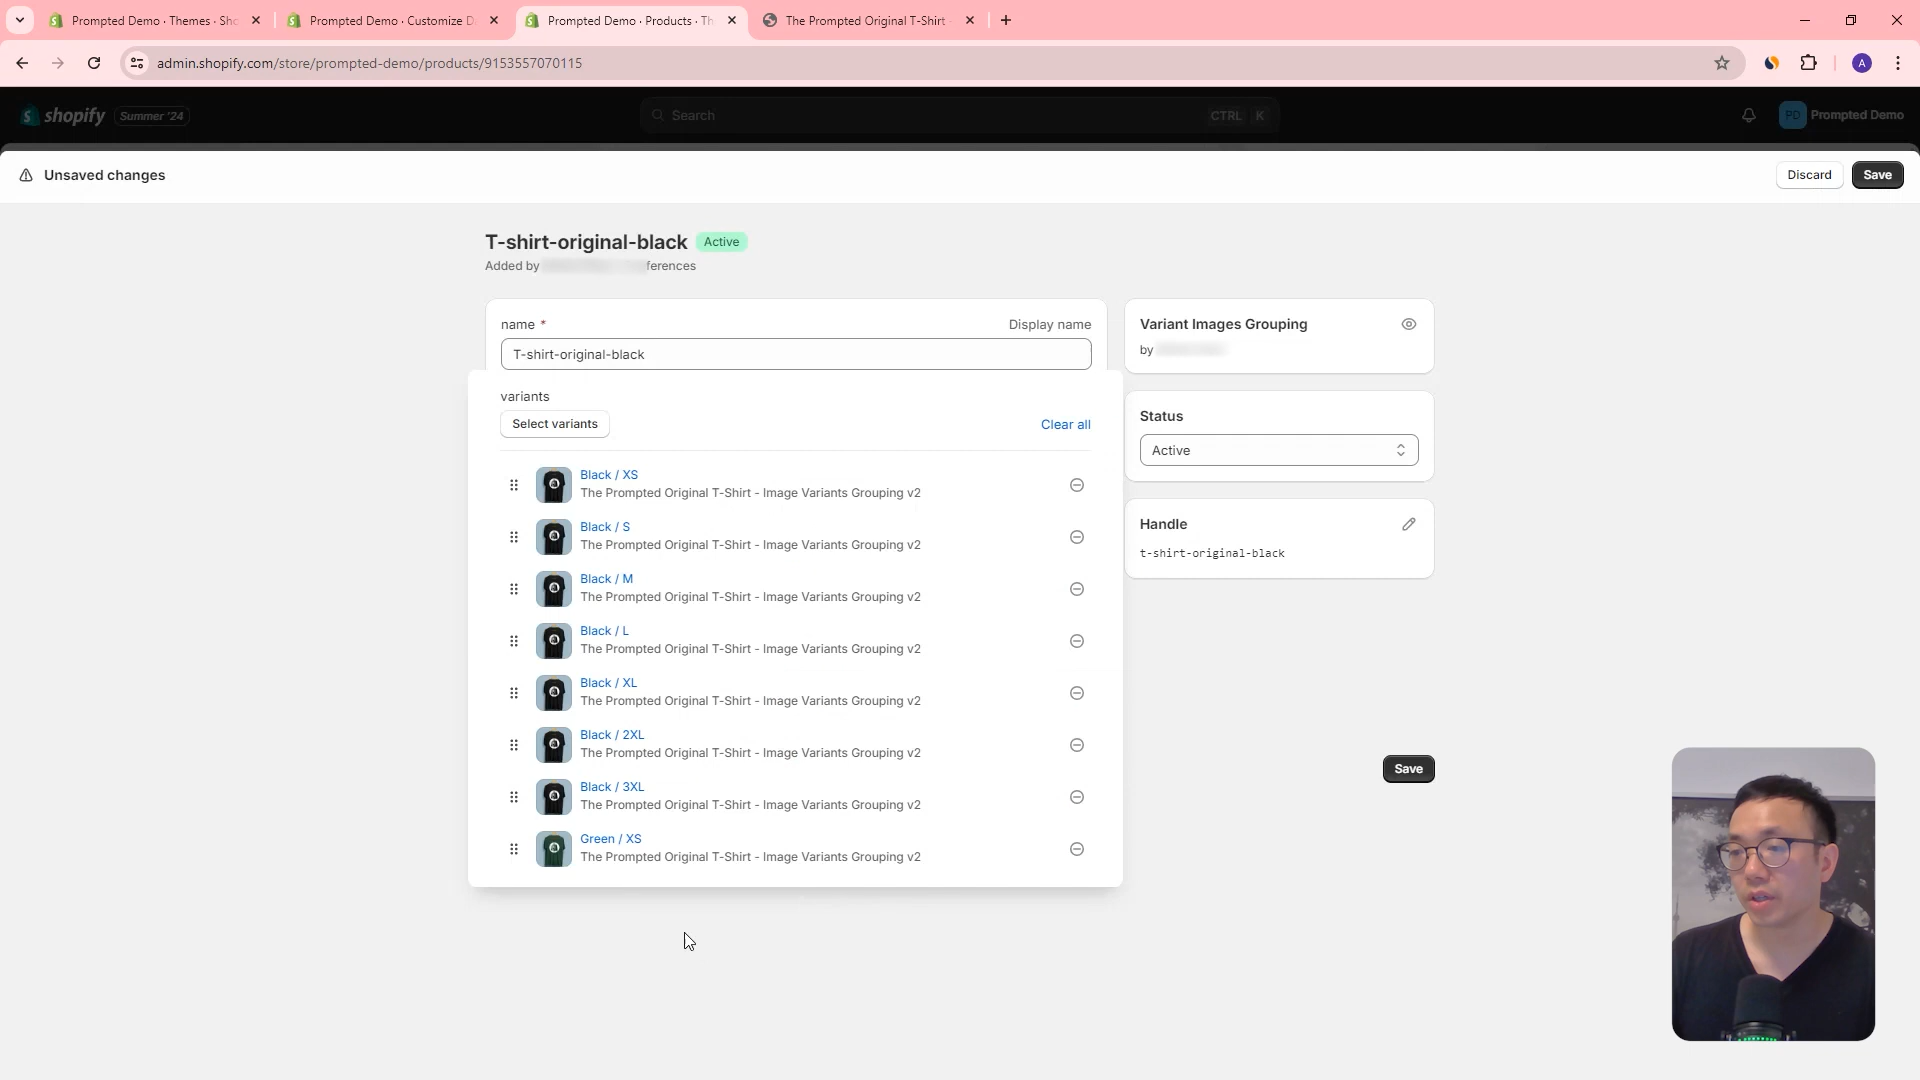 Prompted Demo · Themes · Sho
Prompted Demo · Customize D
Prompted Demo · Products · Th
The Prompted Original T-Shirt -
admin.shopify.com/store/prompted-demo/products/9153557070115
A
shopify
Summer '24
Search
CTRL K
PD
Prompted Demo
Unsaved changes
Discard
Save
T-shirt-original-black
Active
Added by
ferences
name *
Display name
T-shirt-original-black
variants
Select variants
Clear all
Black / XS
The Prompted Original T-Shirt - Image Variants Grouping v2
Black / S
The Prompted Original T-Shirt - Image Variants Grouping v2
Black / M
The Prompted Original T-Shirt - Image Variants Grouping v2
Black / L
The Prompted Original T-Shirt - Image Variants Grouping v2
Black / XL
The Prompted Original T-Shirt - Image Variants Grouping v2
Black / 2XL
The Prompted Original T-Shirt - Image Variants Grouping v2
Black / 3XL
The Prompted Original T-Shirt - Image Variants Grouping v2
Green / XS
The Prompted Original T-Shirt - Image Variants Grouping v2
Variant Images Grouping
by
Status
Active
Handle
t-shirt-original-black
Save